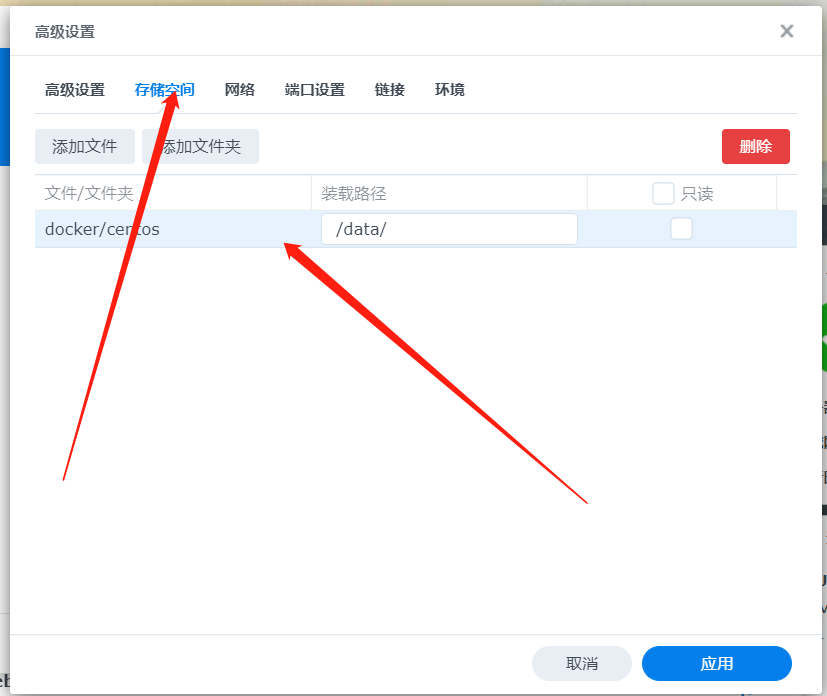 高级设置
高级设置 存储空间 网络 端口设置 链接 环境
添加文件 添加文件夹 删除
文件/文件夹 装载路径 只读
docker/centos /data/
取消 应用